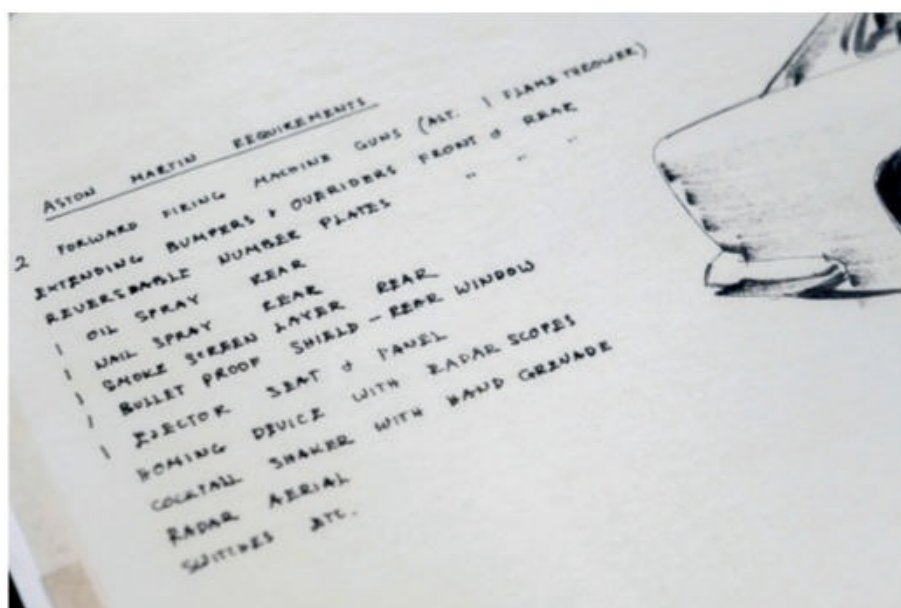 ASTON MARTIN REQUIREMENTS
2 FORWARD FIRING MACHINE GUNS (ALT. 1 FLAME THROWER)
EXTENDING BUMPERS & OVERIDERS FRONT & REAR
REVERSABLE NUMBER PLATES " " "
1 OIL SPRAY REAR
1 NAIL SPRAY REAR
1 SMOKE SCREEN LAYER REAR
1 BULLET PROOF SHIELD – REAR WINDOW
1 EJECTOR SEAT & PANEL
HOMING DEVICE WITH RADAR SCOPES
COCKTAIL SHAKER WITH HAND GRENADE
RADAR AERIAL
SWITCHES ETC.